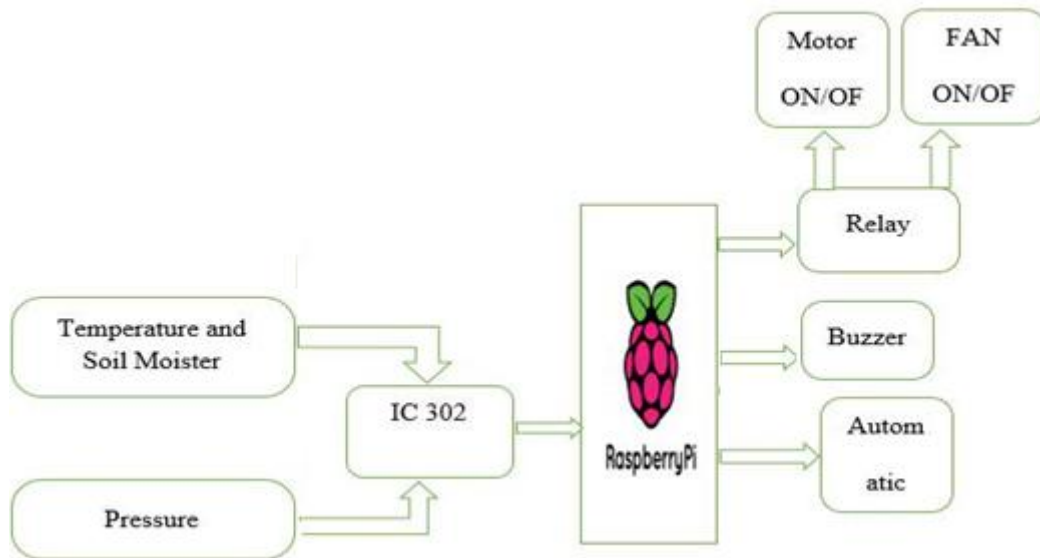 Motor
ON/OF
FAN
ON/OF
Relay
Temperature and
Soil Moister
Buzzer
IC 302
RaspberryPi
Autom
atic
Pressure